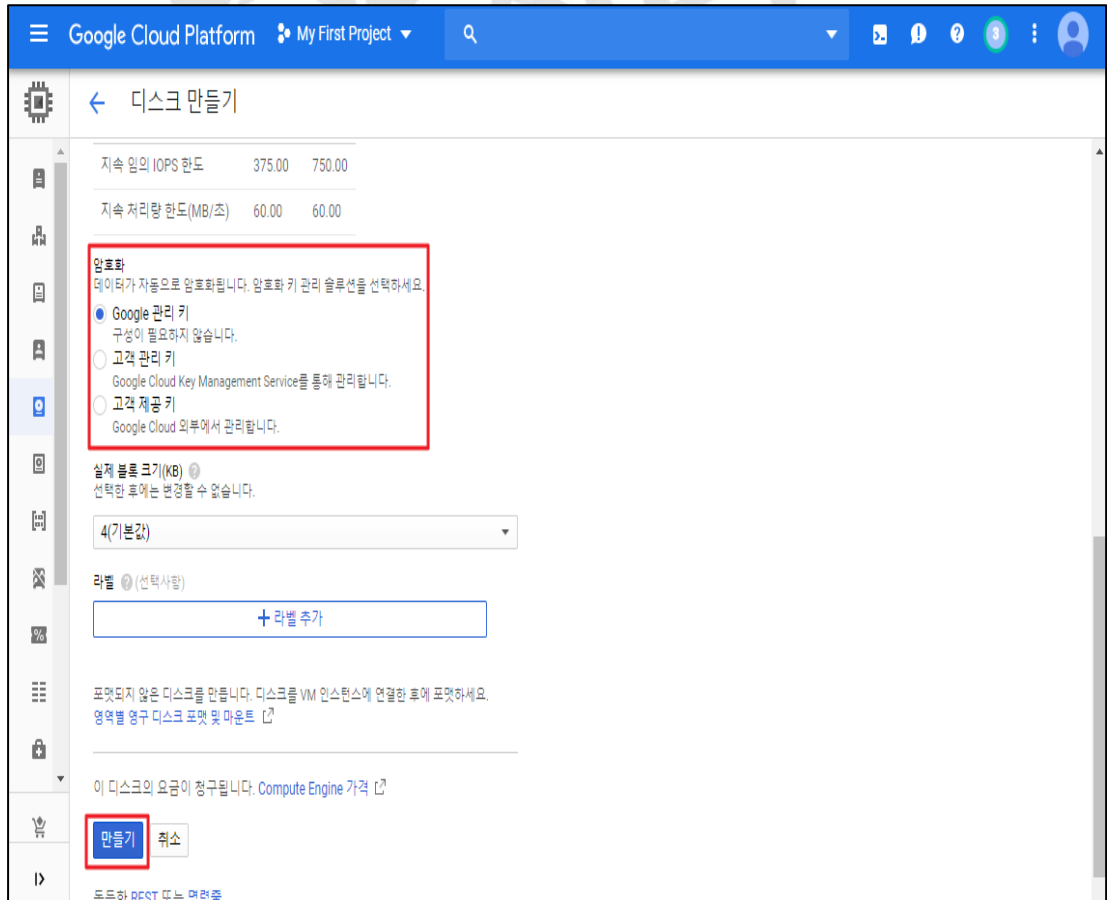 Google Cloud Platform My First Project
3
디스크 만들기
지속 임의 IOPS 한도 375.00 750.00
지속 처리량 한도(MB/초) 60.00 60.00
암호화
데이터가 자동으로 암호화됩니다. 암호화 키 관리 솔루션을 선택하세요.
Google 관리 키
구성이 필요하지 않습니다.
고객 관리 키
Google Cloud Key Management Service를 통해 관리합니다.
고객 제공 키
Google Cloud 외부에서 관리합니다.
실제 블록 크기(KB)
선택한 후에는 변경할 수 없습니다.
4(기본값)
라벨 (선택사항)
+ 라벨 추가
포맷되지 않은 디스크를 만듭니다. 디스크를 VM 인스턴스에 연결한 후에 포맷하세요.
영역별 영구 디스크 포맷 및 마운트
이 디스크의 요금이 청구됩니다. Compute Engine 가격
만들기 취소
동등한 REST 또는 명령줄